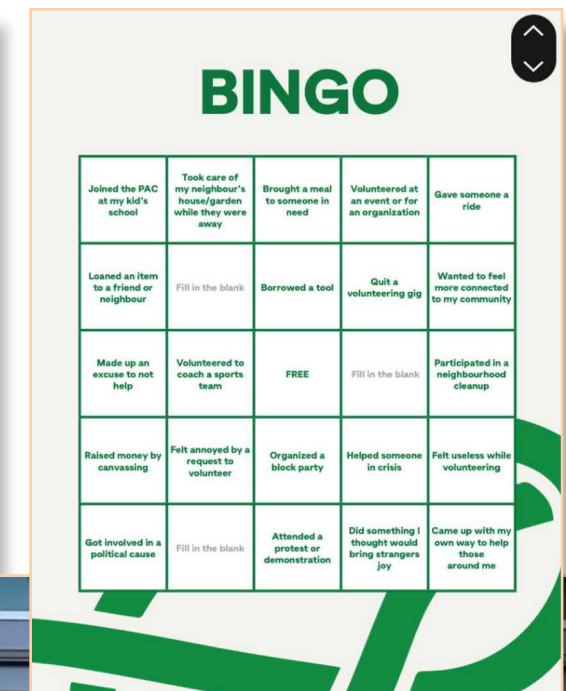 BINGO
Joined the PAC
at my kid's
school
Took care of
my neighbour's
house/garden
while they were
away
Brought a meal
to someone in
need
Volunteered at
an event or for
an organization
Gave someone a
ride
Loaned an item
to a friend or
neighbour
Fill in the blank
Borrowed a tool
Quit a
volunteering gig
Wanted to feel
more connected
to my community
Made up an
excuse to not
help
Volunteered to
coach a sports
team
FREE
Fill in the blank
Participated in a
neighbourhood
cleanup
Raised money by
canvassing
Felt annoyed by a
request to
volunteer
Organized a
block party
Helped someone
in crisis
Felt useless while
volunteering
Got involved in a
political cause
Fill in the blank
Attended a
protest or
demonstration
Did something I
thought would
bring strangers
joy
Came up with my
own way to help
those
around me